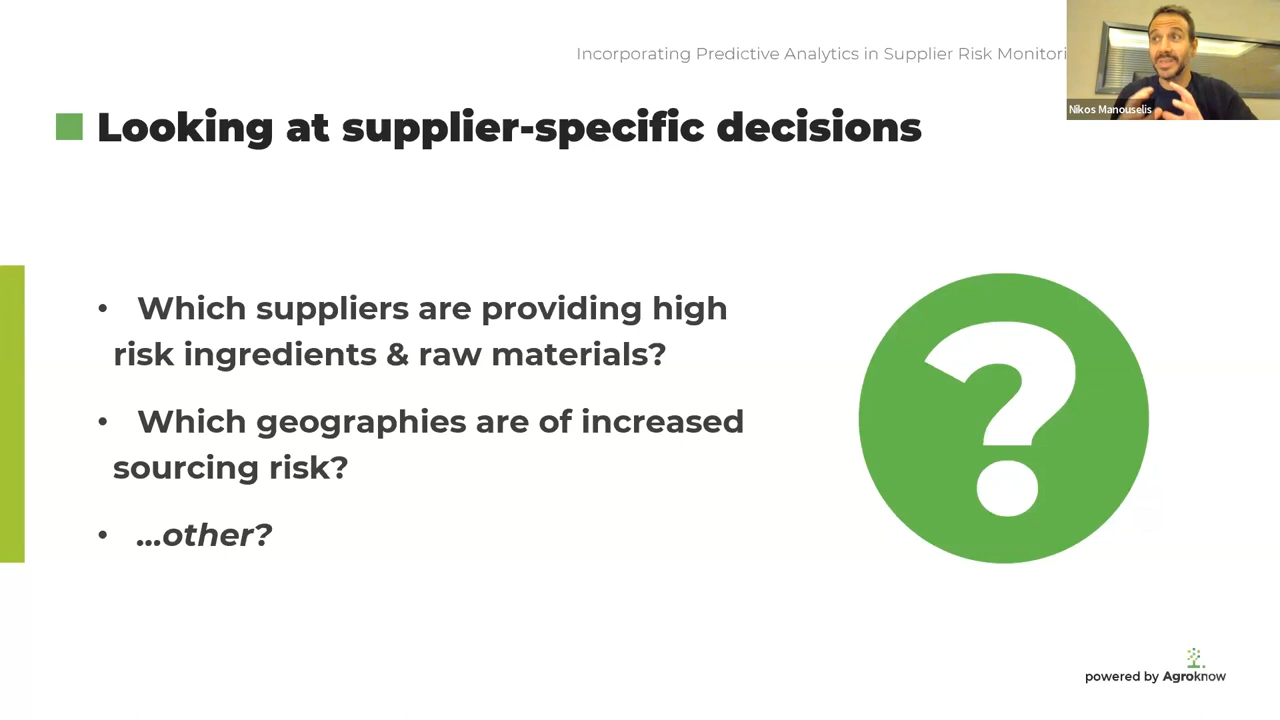 Incorporating Predictive Analytics in Supplier Risk Monitori
Nikos Manouselis
Looking at supplier-specific decisions
• Which suppliers are providing high
risk ingredients & raw materials?
• Which geographies are of increased
sourcing risk?
• ...other?
?
powered by Agroknow